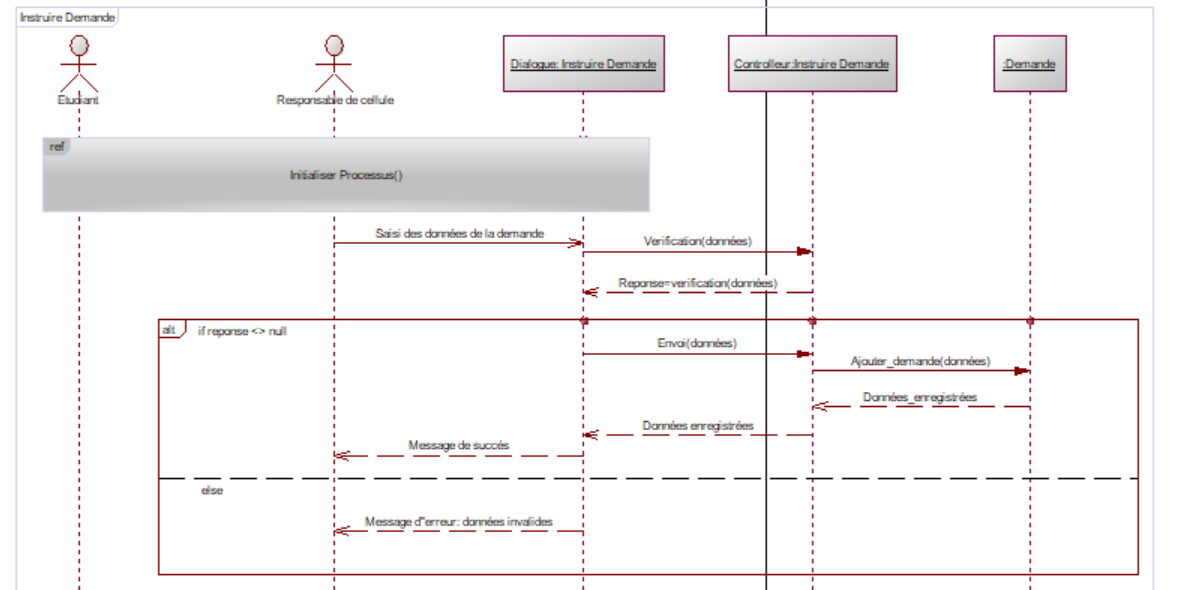 Instruire Demande
Etudiant
Responsable de cellule
Dialogue: Instruire Demande
Controlleur:Instruire Demande
:Demande
ref
Initialiser Processus()
Saisi des données de la demande
Verification(données)
Reponse=verification(données)
alt
if reponse <> null
Envoi(données)
Ajouter_demande(données)
Données_enregistrées
Données enregistrées
Message de succés
else
Message d"erreur: données invalides